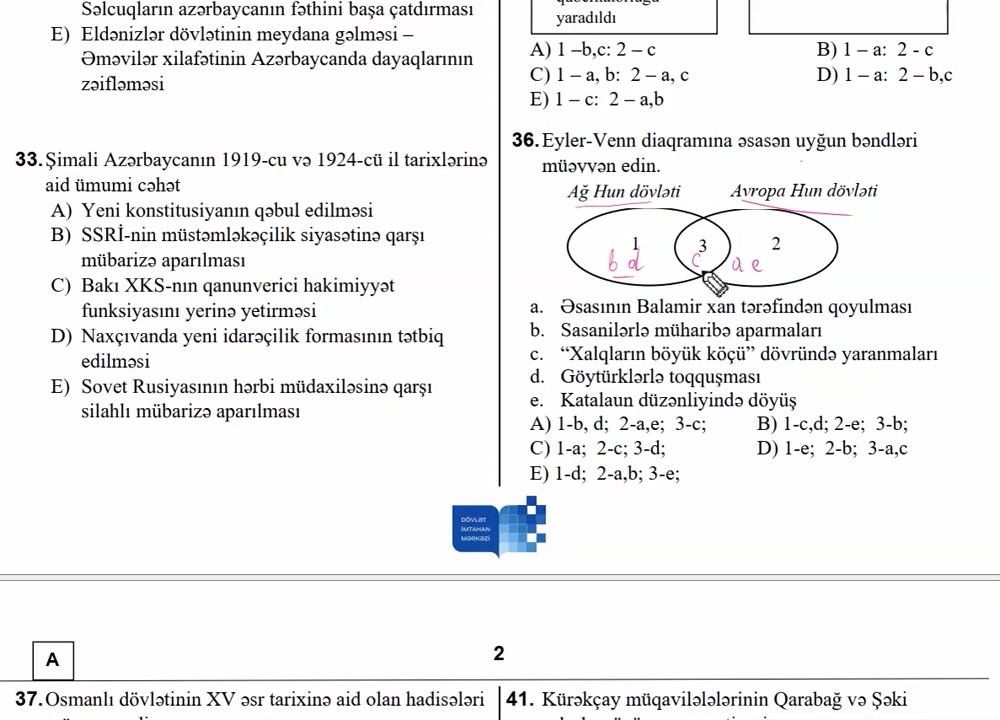 Səlcuqların azərbaycanın fəthini başa çatdırması
E) Eldənizlər dövlətinin meydana gəlməsi –
Əməvilər xilafətinin Azərbaycanda dayaqlarının
zəifləməsi
33. Şimali Azərbaycanın 1919-cu və 1924-cü il tarixlərinə
aid ümumi cəhət
A) Yeni konstitusiyanın qəbul edilməsi
B) SSRİ-nin müstəmləkəçilik siyasətinə qarşı
mübarizə aparılması
C) Bakı XKS-nın qanunverici hakimiyyət
funksiyasını yerinə yetirməsi
D) Naxçıvanda yeni idarəçilik formasının tətbiq
edilməsi
E) Sovet Rusiyasının hərbi müdaxiləsinə qarşı
silahlı mübarizə aparılması
yaradıldı
A) 1 –b,c: 2 – c
B) 1 – a: 2 - c
C) 1 – a, b: 2 – a, c
D) 1 – a: 2 – b,c
E) 1 – c: 2 – a,b
36. Eyler-Venn diaqramına əsasən uyğun bəndləri
müəvvən edin.
Ağ Hun dövləti
Avropa Hun dövləti
1
3
2
b d
c
a e
a. Əsasının Balamir xan tərəfindən qoyulması
b. Sasanilərlə müharibə aparmaları
c. “Xalqların böyük köçü” dövründə yaranmaları
d. Göytürklərlə toqquşması
e. Katalaun düzənliyində döyüş
A) 1-b, d; 2-a,e; 3-c;
B) 1-c,d; 2-e; 3-b;
C) 1-a; 2-c; 3-d;
D) 1-e; 2-b; 3-a,c
E) 1-d; 2-a,b; 3-e;
DÖVLƏT
İMTAHAN
MƏRKƏZİ
A
2
37. Osmanlı dövlətinin XV əsr tarixinə aid olan hadisələri
41. Kürəkçay müqavilələlərinin Qarabağ və Şəki